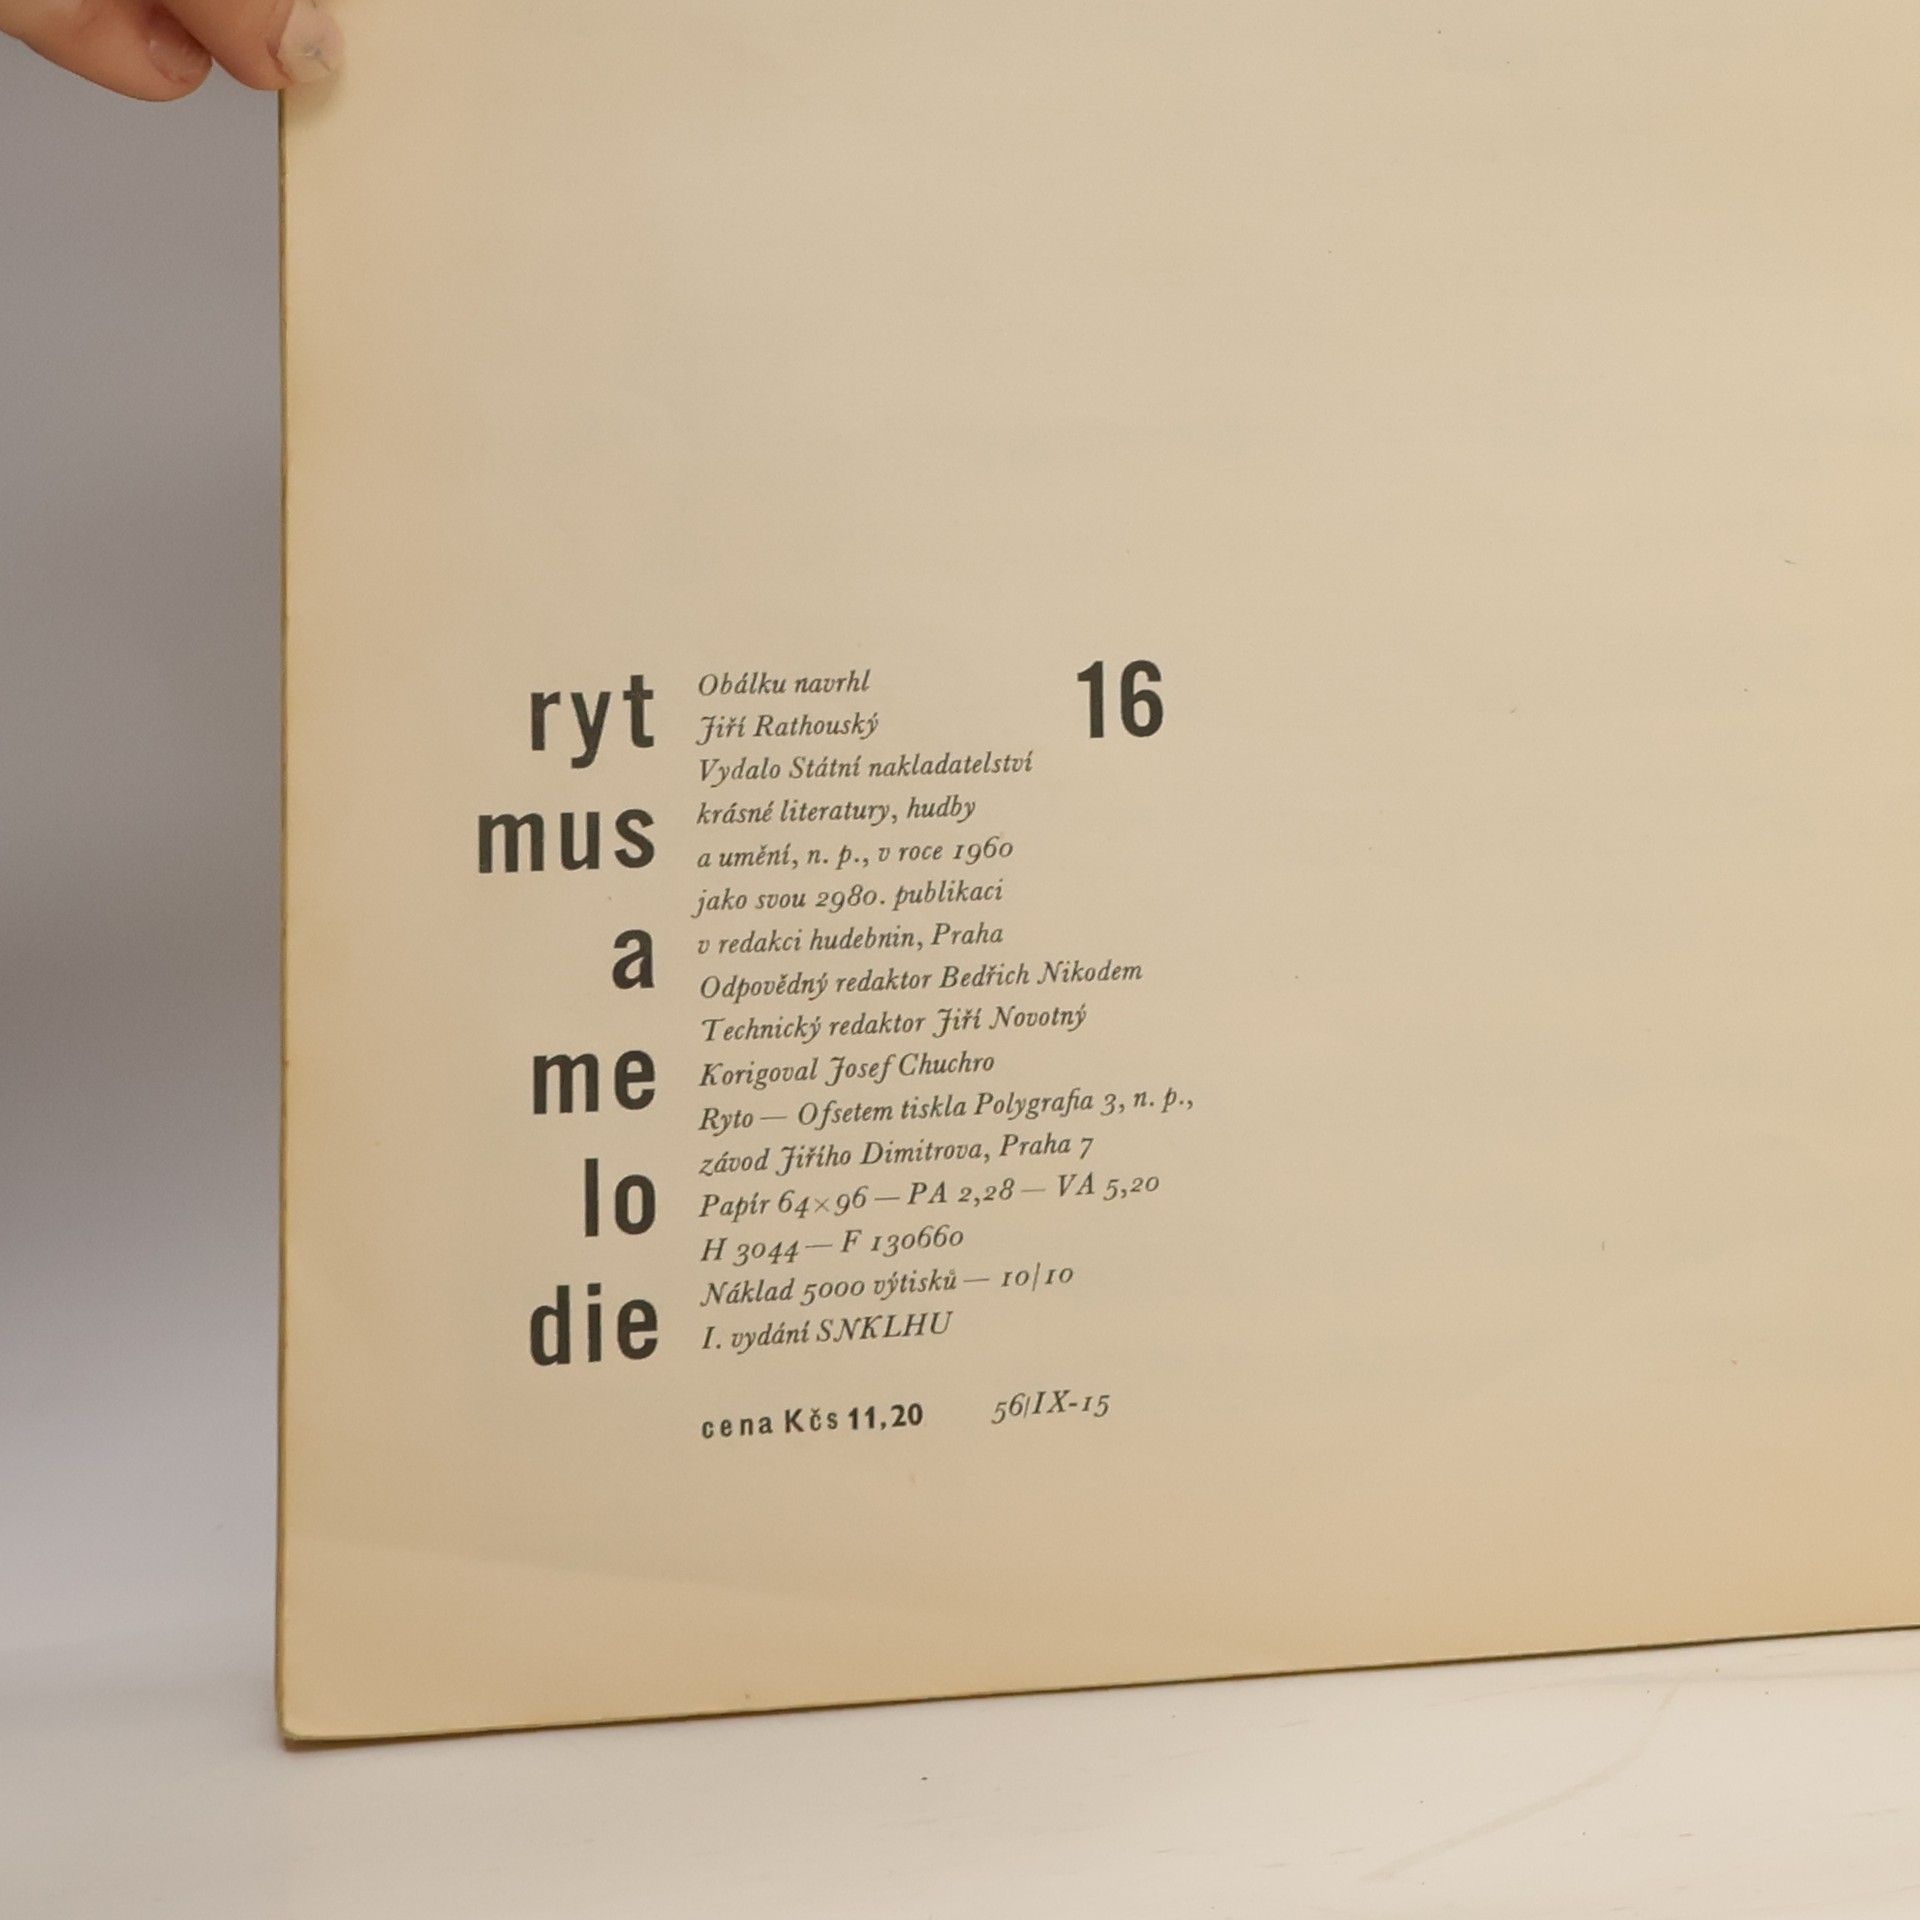 ryt
mus
a
me
lo
die
Obálku navrhl
Jiří Rathouský
Vydalo Státní nakladatelství
krásné literatury, hudby
a umění, n. p., v roce 1960
jako svou 2980. publikaci
v redakci hudebnin, Praha
Odpovědný redaktor Bedřich Nikodem
Technický redaktor Jiří Novotný
Korigoval Josef Chuchro
Ryto — Ofsetem tiskla Polygrafia 3, n. p.,
závod Jiřího Dimitrova, Praha 7
Papír 64×96 — PA 2,28 — VA 5,20
H 3044 — F 130660
Náklad 5000 výtisků — 10/10
I. vydání SNKLHU
16
cena Kčs 11,20
56/IX-15